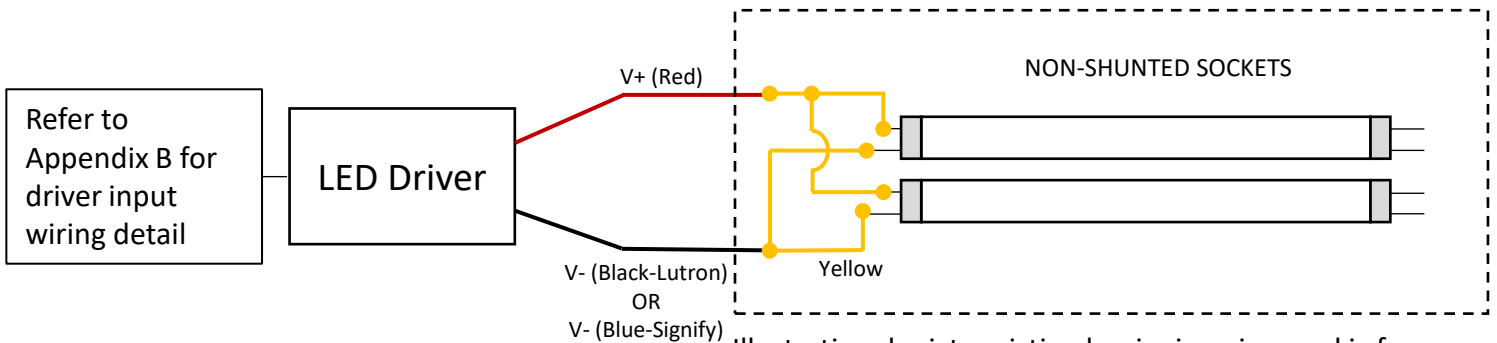 Refer to
Appendix B for
driver input
wiring detail
LED Driver
V+ (Red)
V- (Black-Lutron)
OR
V- (Blue-Signify)
NON-SHUNTED SOCKETS
Yellow